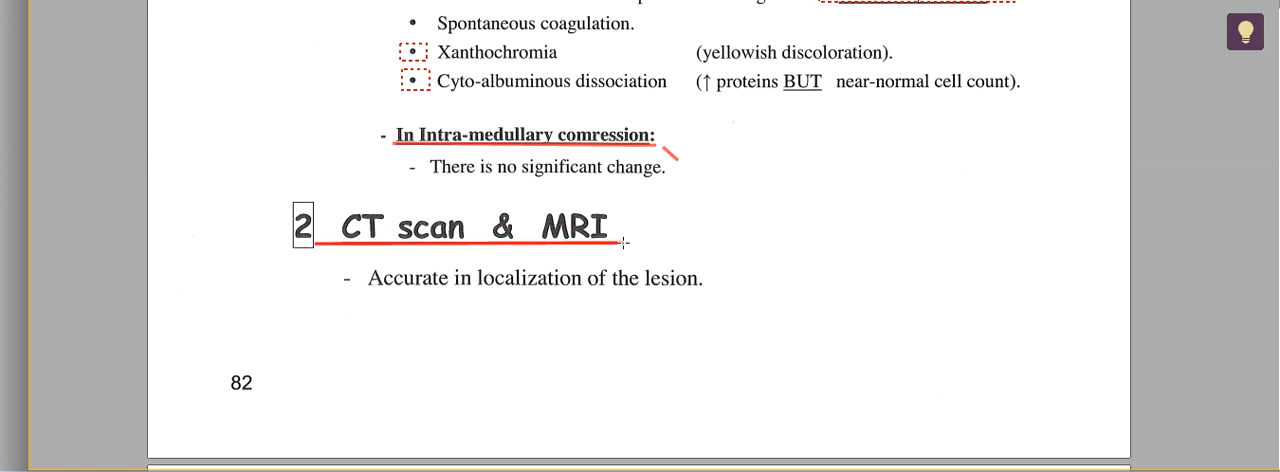 • Spontaneous coagulation.
• Xanthochromia (yellowish discoloration).
• Cyto-albuminous dissociation (↑ proteins BUT near-normal cell count).
- In Intra-medullary comression:
- There is no significant change.
2 CT scan & MRI
- Accurate in localization of the lesion.
82